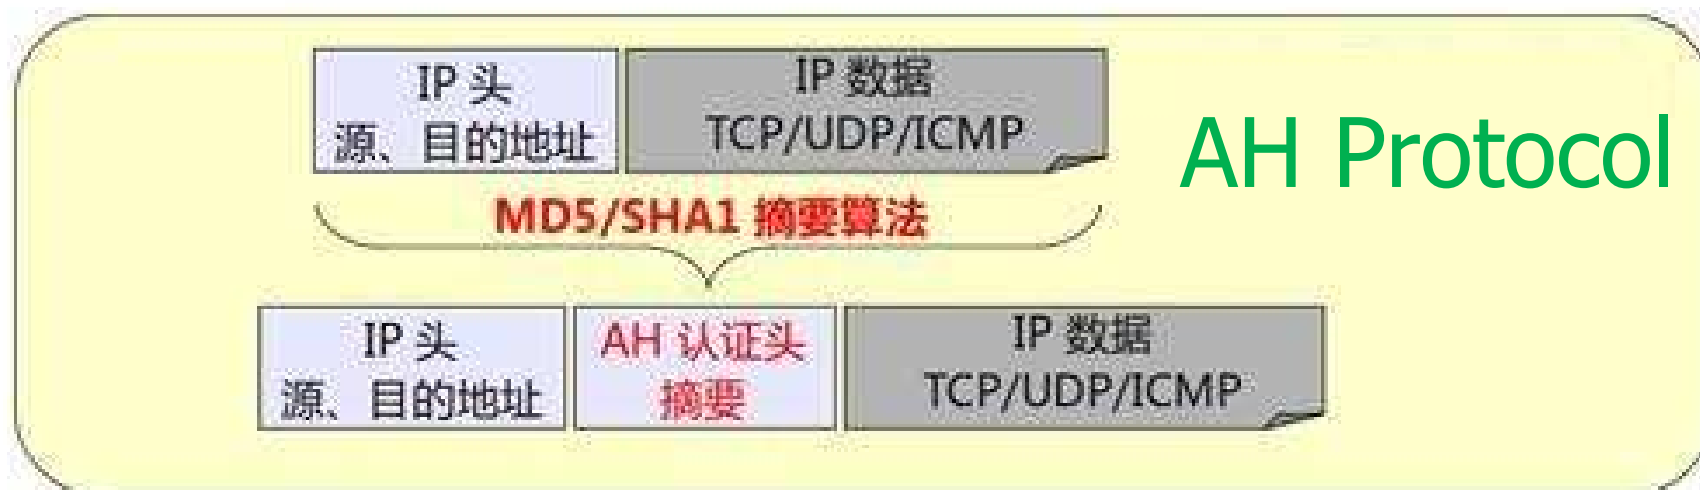 IP 头
源、目的地址
IP 数据
TCP/UDP/ICMP
AH Protocol
MD5/SHA1 摘要算法
IP 头
源、目的地址
AH 认证头
摘要
IP 数据
TCP/UDP/ICMP